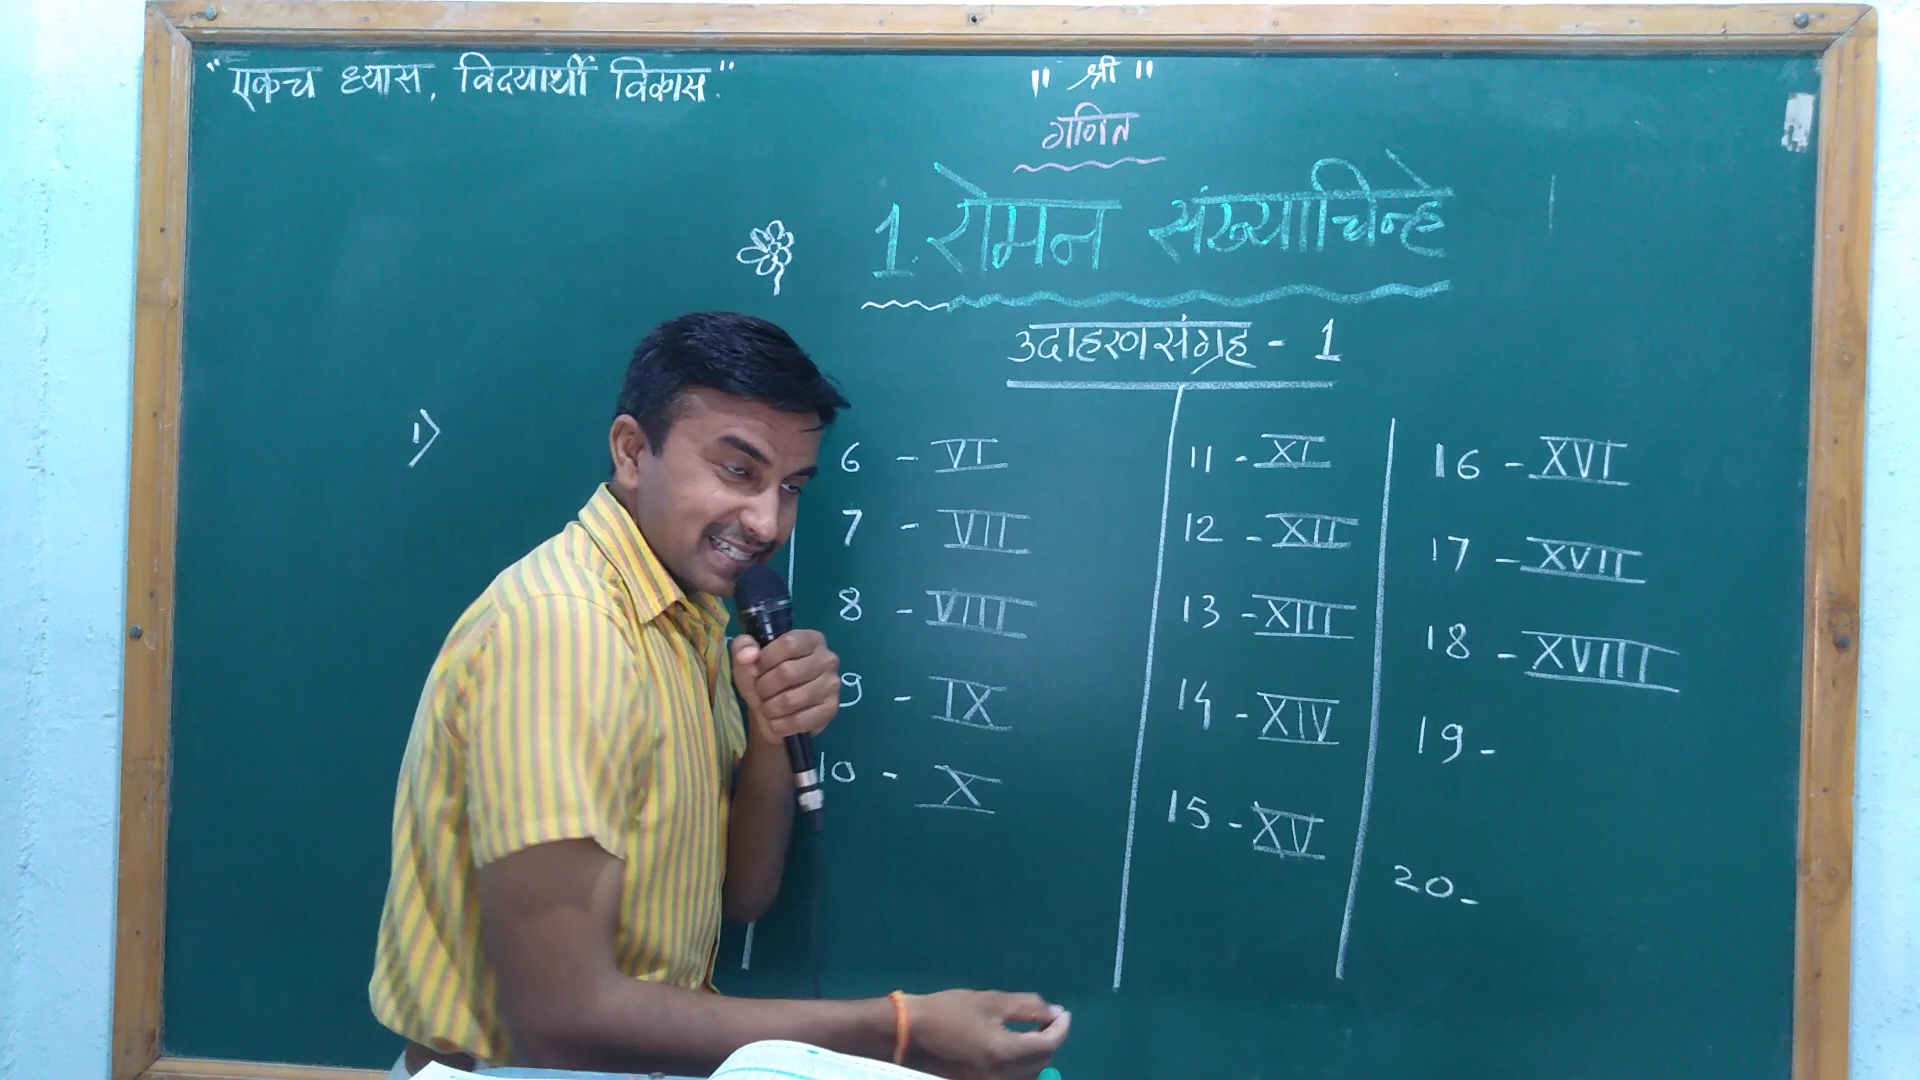 "एकच ध्यास, विदयार्थी विकास."
" श्री "
गणित
1. रोमन संख्याचिन्हे
उदाहरणसंग्रह - 1
1)
6 - VI
7 - VII
8 - VIII
9 - IX
10 - X
11 - XI
12 - XII
13 - XIII
14 - XIV
15 - XV
16 - XVI
17 - XVII
18 - XVIII
19 -
20 -